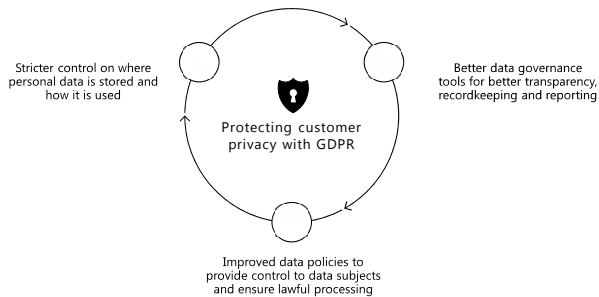 Stricter control on where
personal data is stored and
how it is used
Better data governance
tools for better transparency,
recordkeeping and reporting
Protecting customer
privacy with GDPR
Improved data policies to
provide control to data subjects
and ensure lawful processing